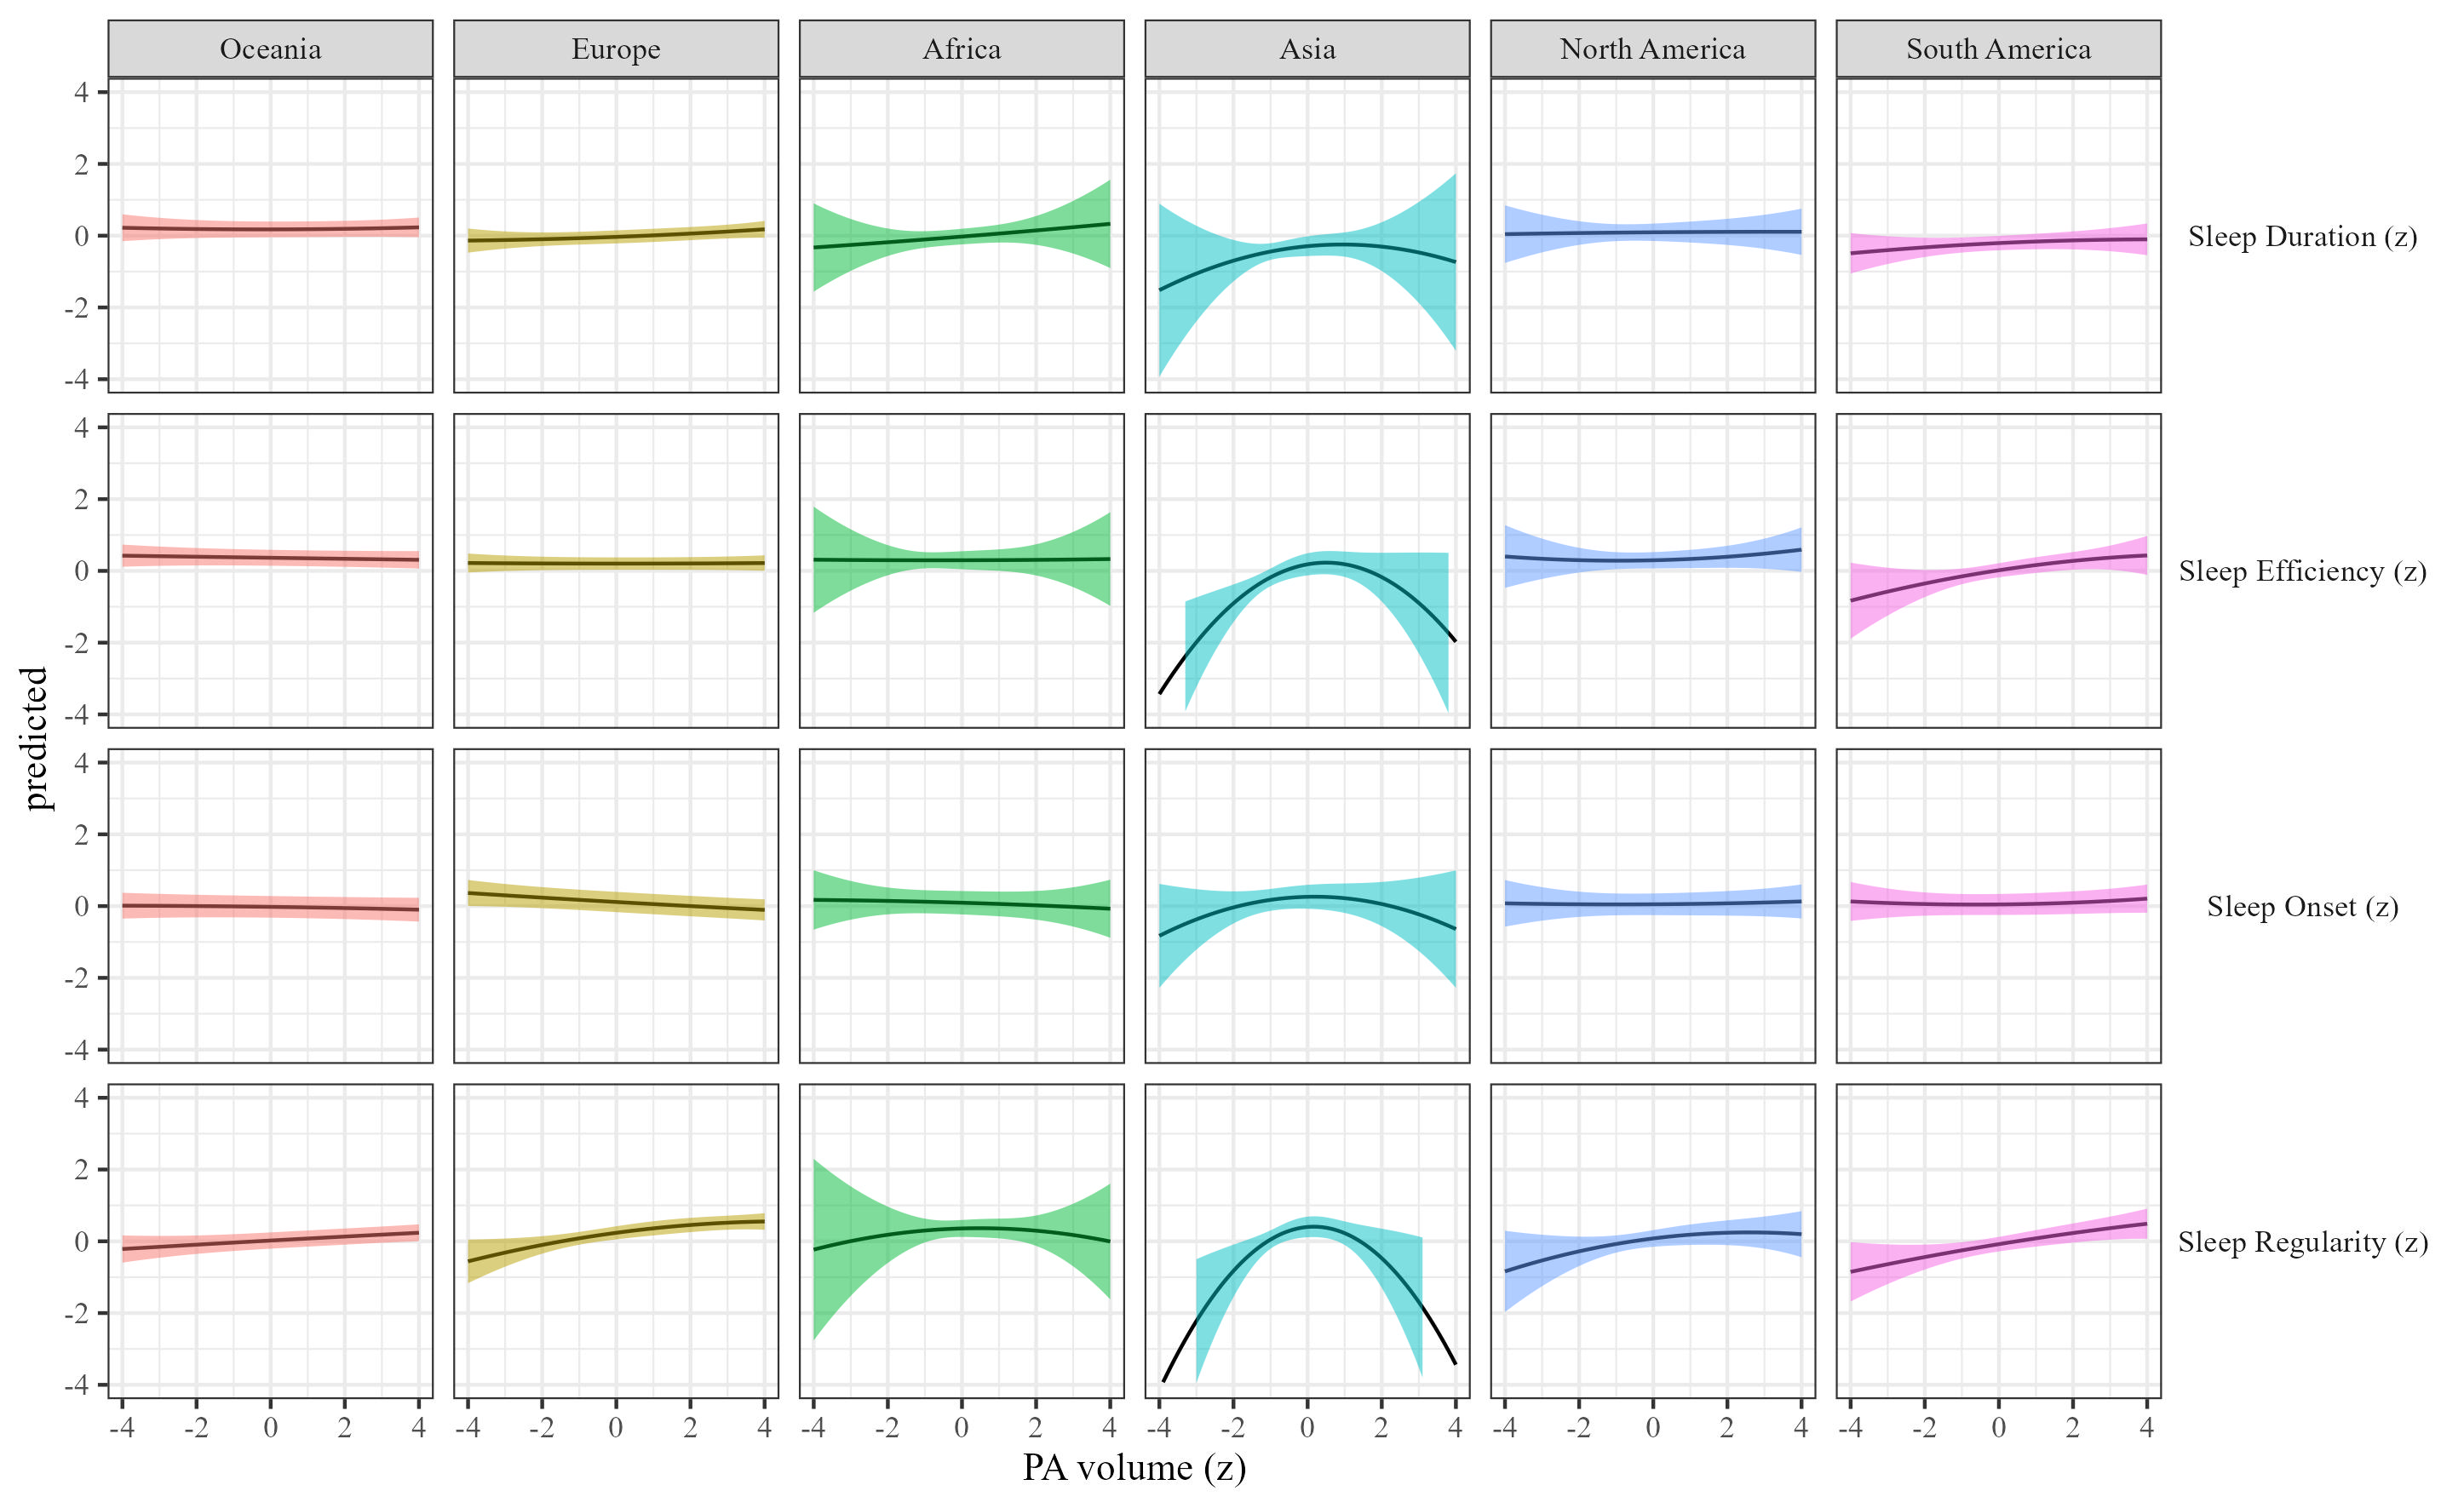 Oceania Europe Africa Asia North America South America
4
2
0
-2
-4
Sleep Duration (z)
4
2
0
-2
-4
Sleep Efficiency (z)
predicted
4
2
0
-2
-4
Sleep Onset (z)
4
2
0
-2
-4
Sleep Regularity (z)
-4 -2 0 2 4 -4 -2 0 2 4 -4 -2 0 2 4 -4 -2 0 2 4 -4 -2 0 2 4 -4 -2 0 2 4
PA volume (z)